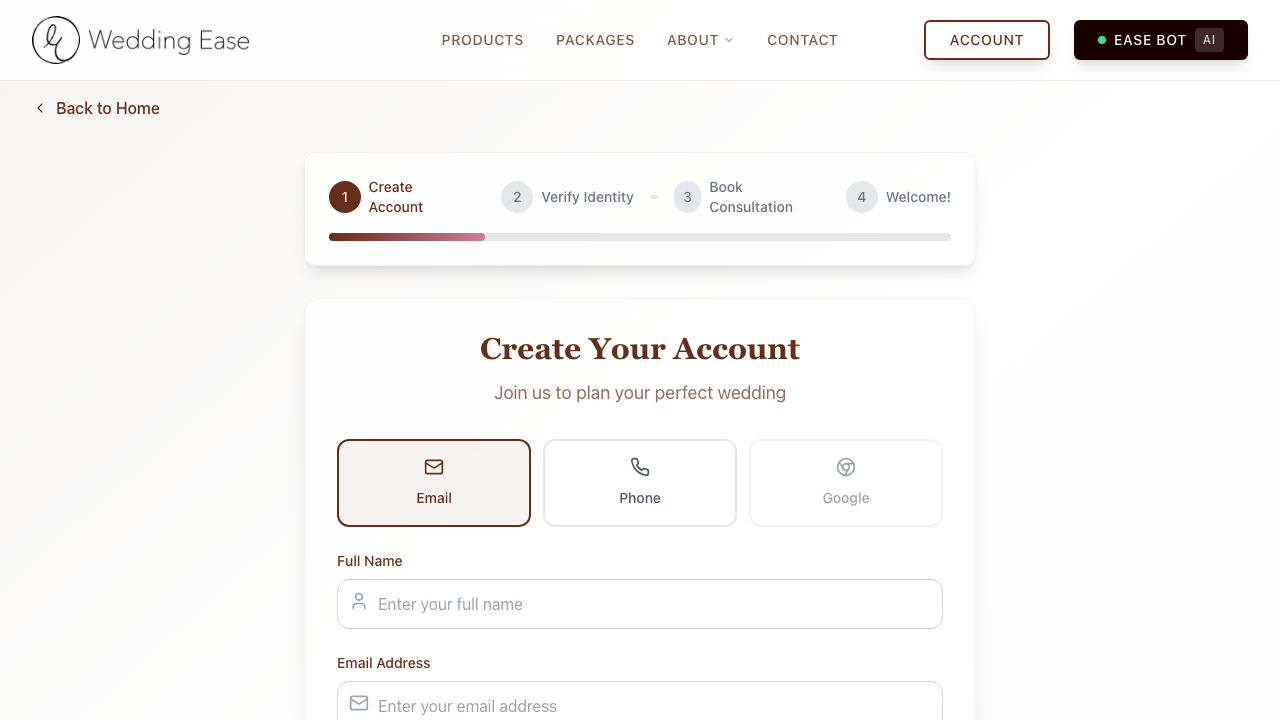 Wedding Ease
PRODUCTS
PACKAGES
ABOUT
CONTACT
ACCOUNT
EASE BOT AI
Back to Home
1 Create Account
2 Verify Identity
3 Book Consultation
4 Welcome!
Create Your Account
Join us to plan your perfect wedding
Email
Phone
Google
Full Name
Enter your full name
Email Address
Enter your email address